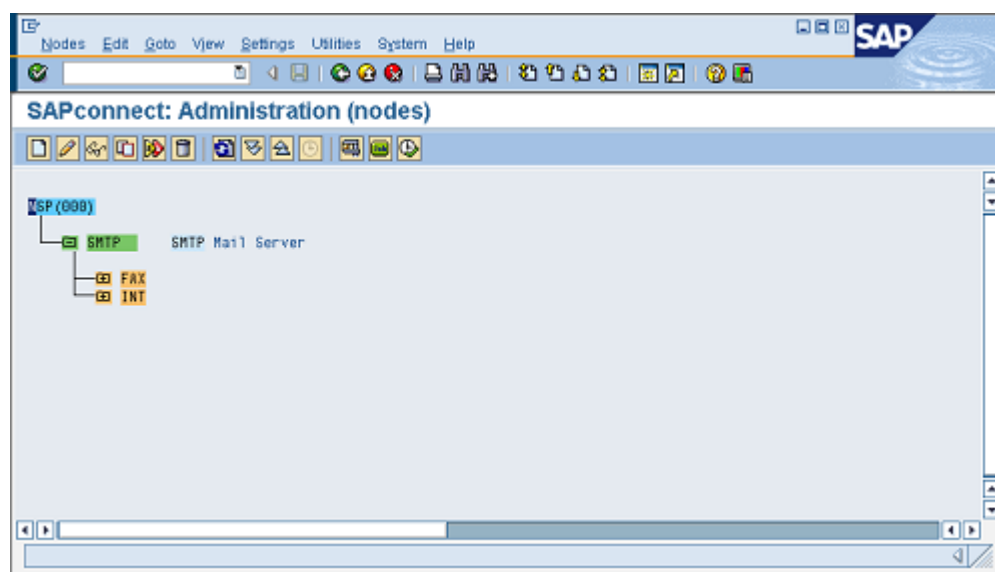 Nodes Edit Goto View Settings Utilities System Help
SAP
SAPconnect: Administration (nodes)
SP(000)
SMTP SMTP Mail Server
FAX
INT